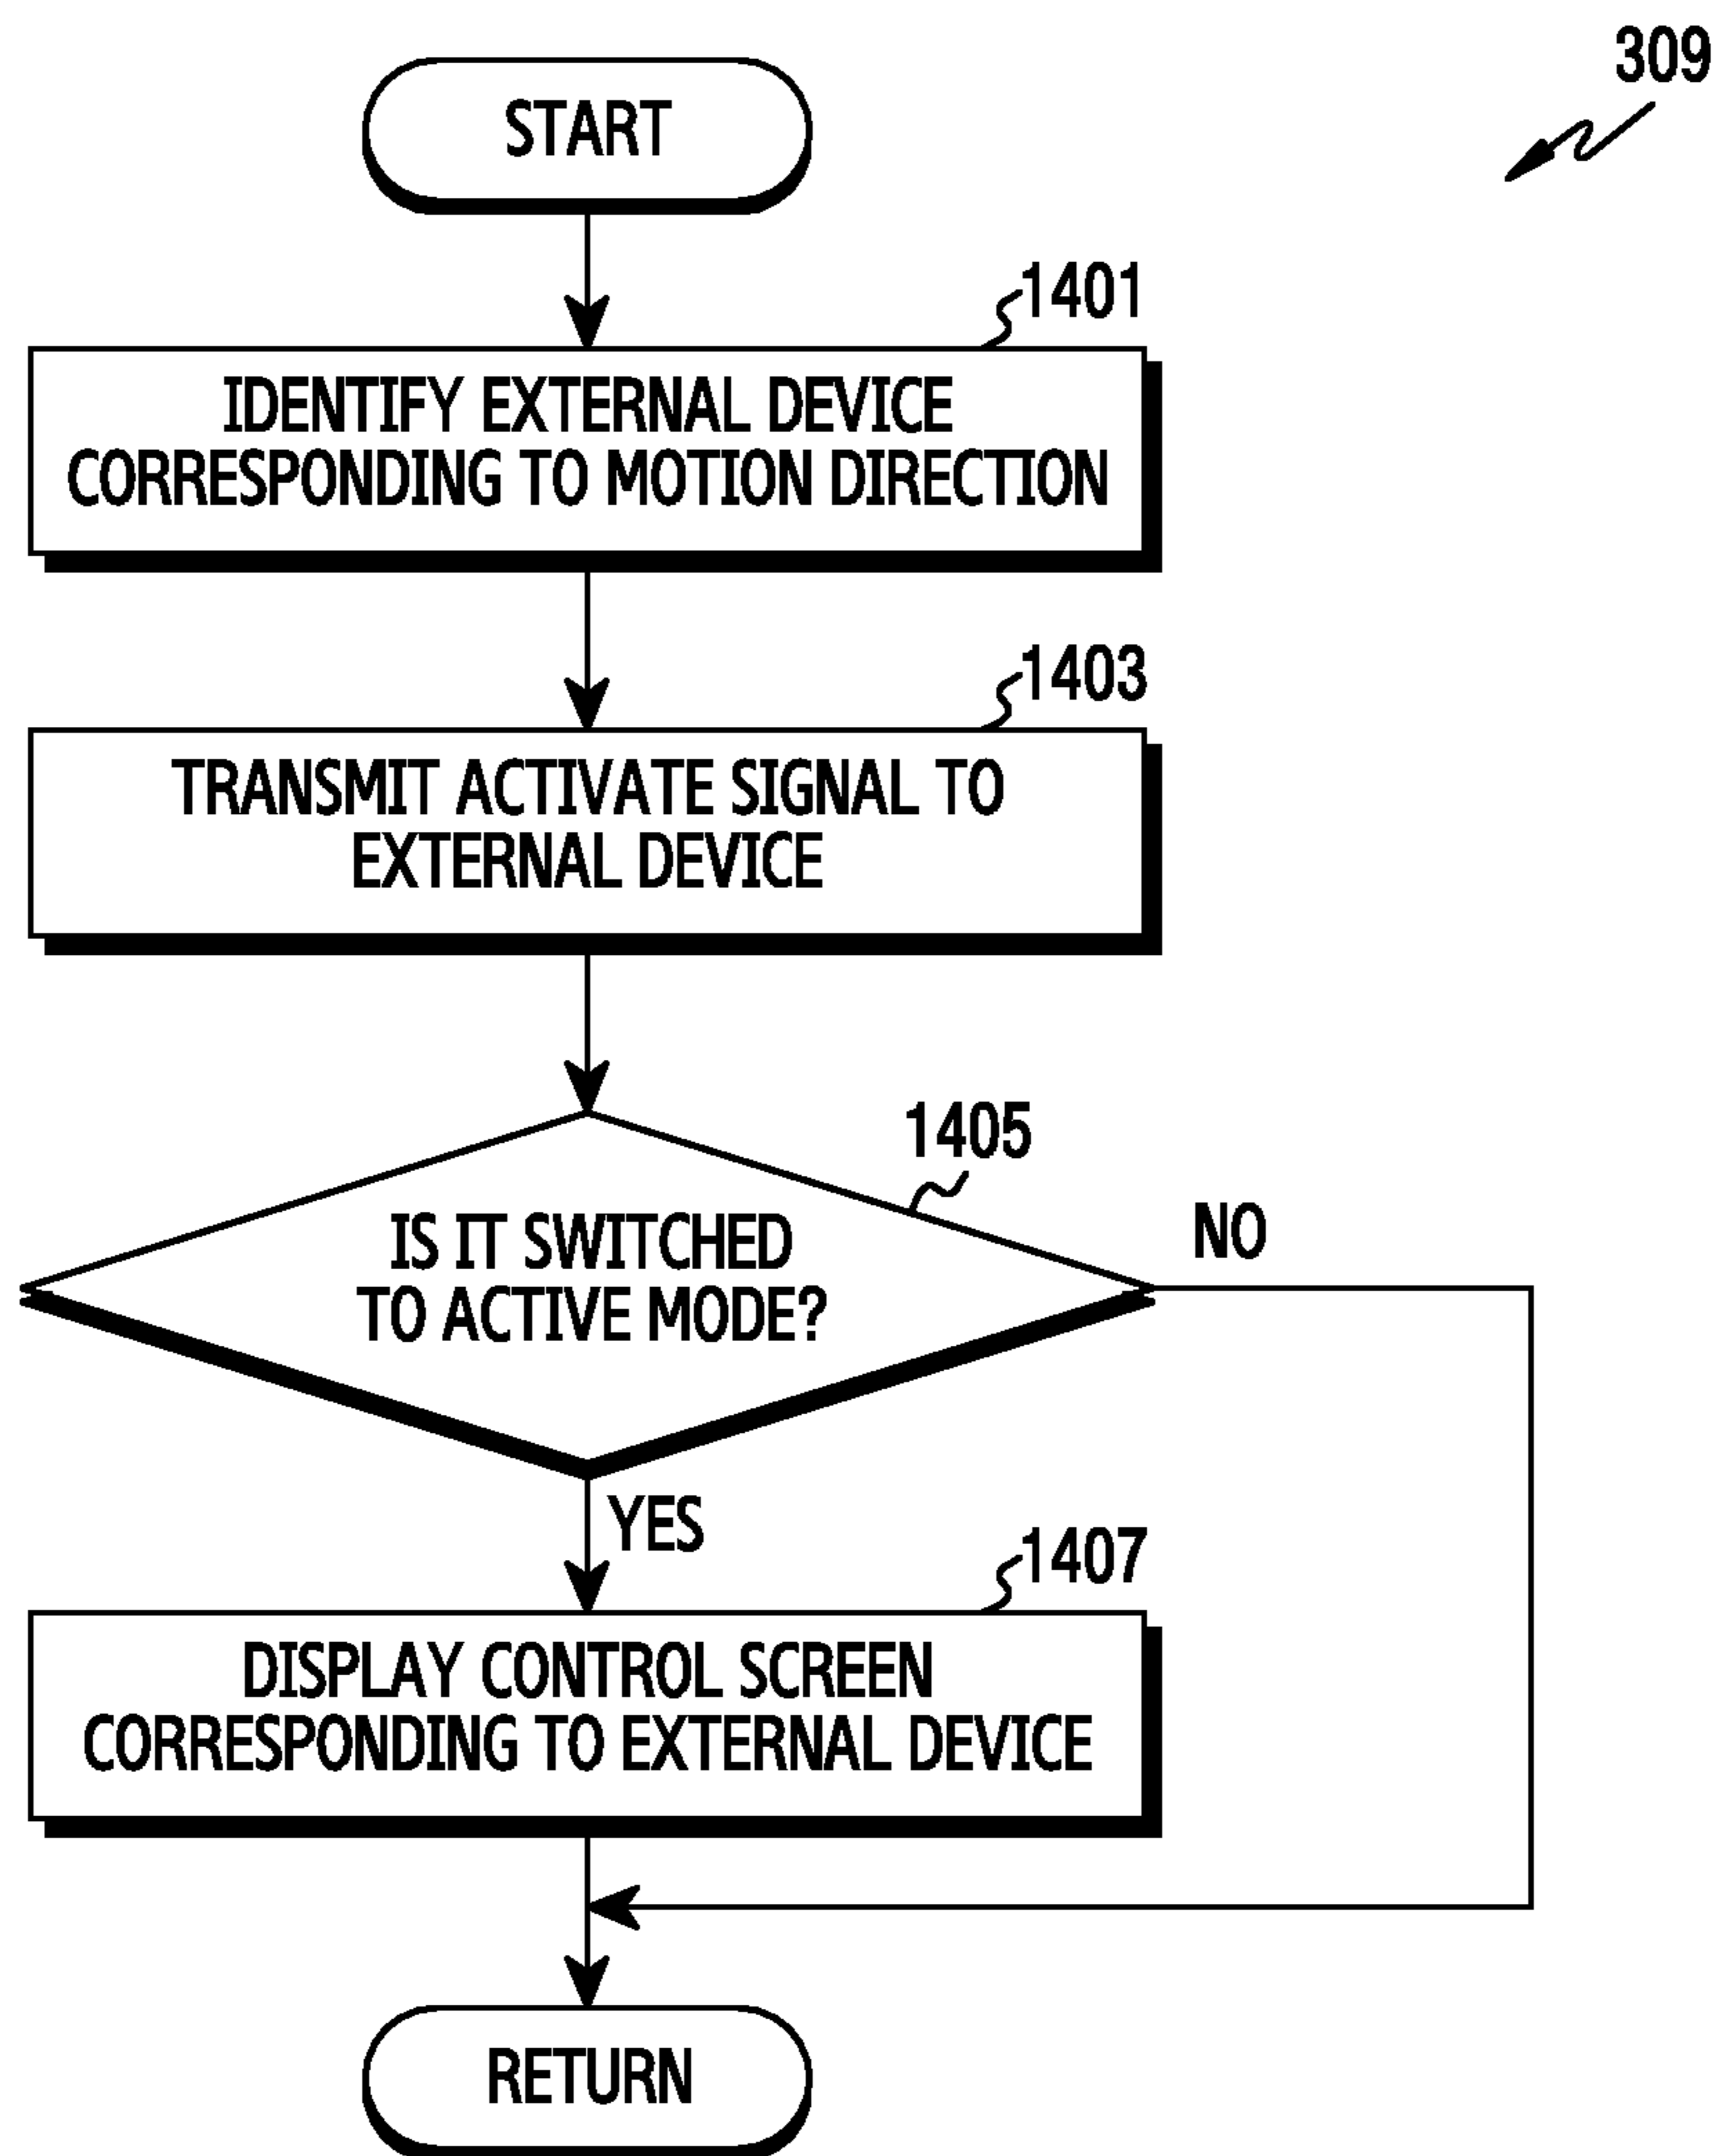 309
START
1401
IDENTIFY EXTERNAL DEVICE
CORRESPONDING TO MOTION DIRECTION
1403
TRANSMIT ACTIVATE SIGNAL TO
EXTERNAL DEVICE
1405
IS IT SWITCHED
TO ACTIVE MODE?
NO
YES
1407
DISPLAY CONTROL SCREEN
CORRESPONDING TO EXTERNAL DEVICE
RETURN